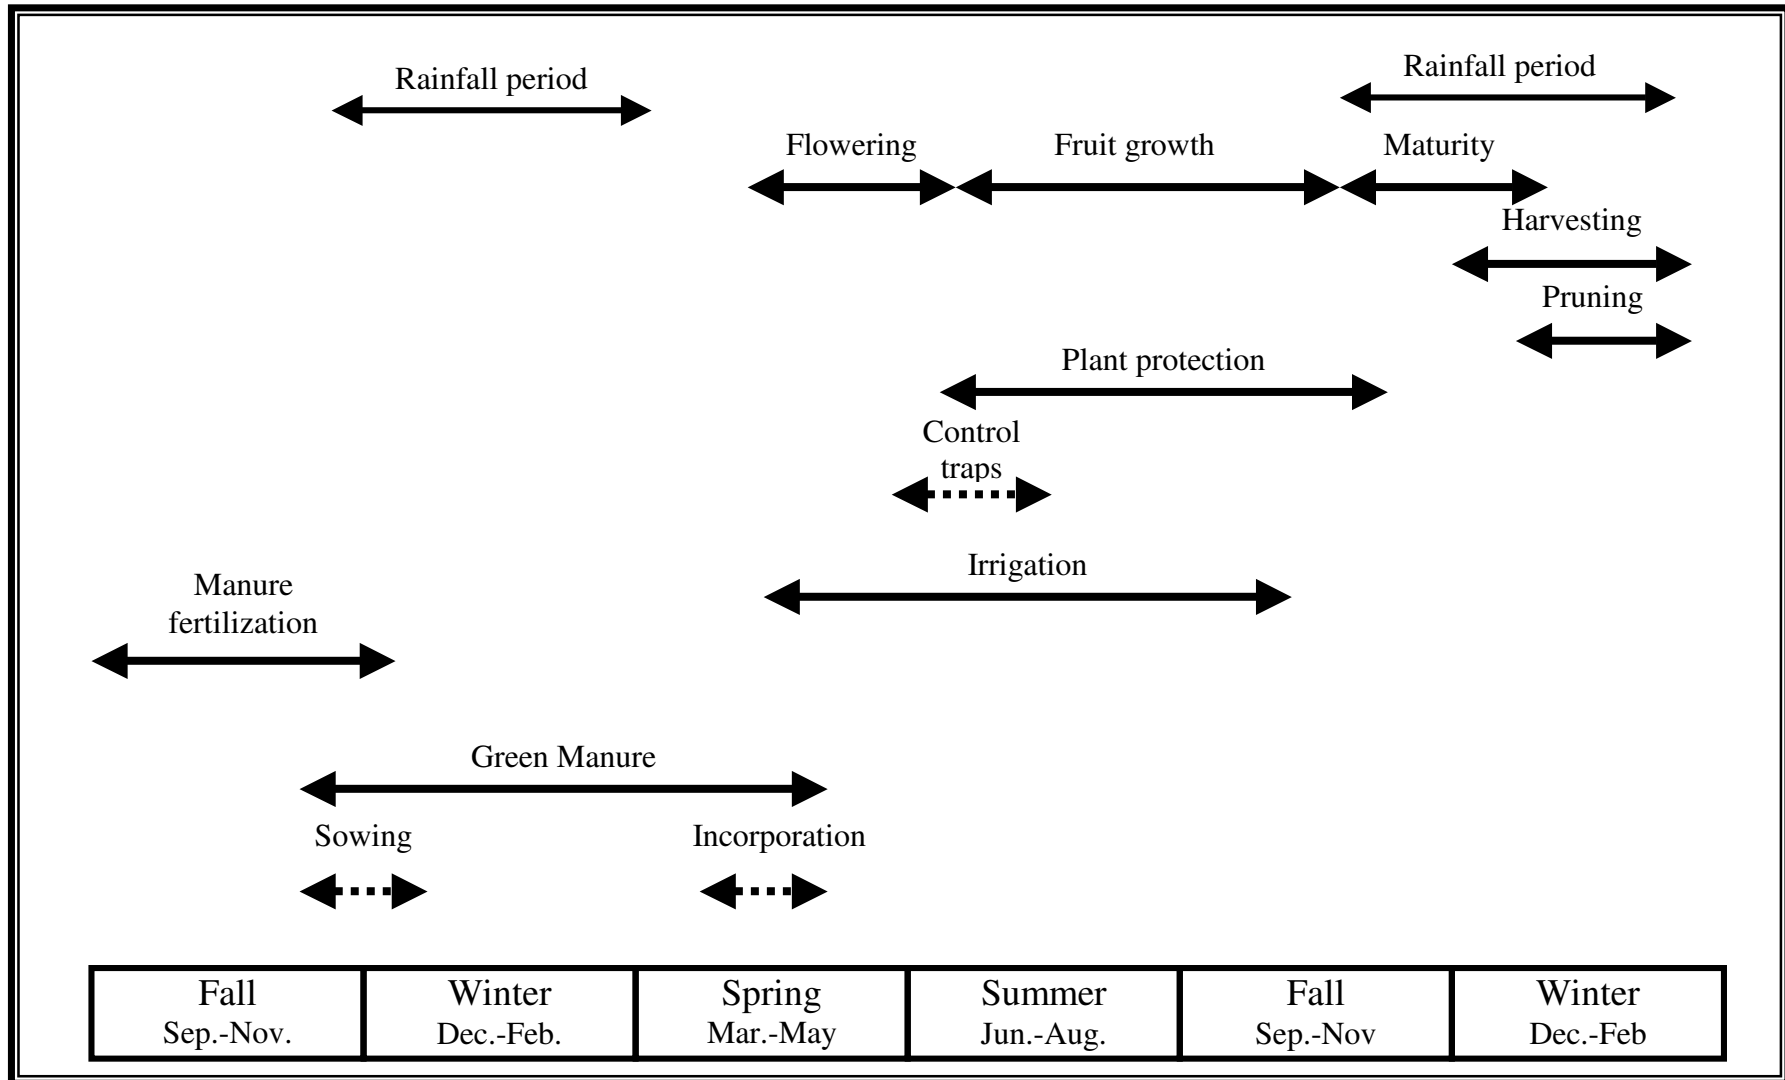 Rainfall period
Rainfall period
Flowering
Fruit growth
Maturity
Harvesting
Pruning
Plant protection
Control
traps
Irrigation
Manure
fertilization
Green Manure
Sowing
Incorporation
Fall
Sep.-Nov.
Winter
Dec.-Feb.
Spring
Mar.-May
Summer
Jun.-Aug.
Fall
Sep.-Nov
Winter
Dec.-Feb